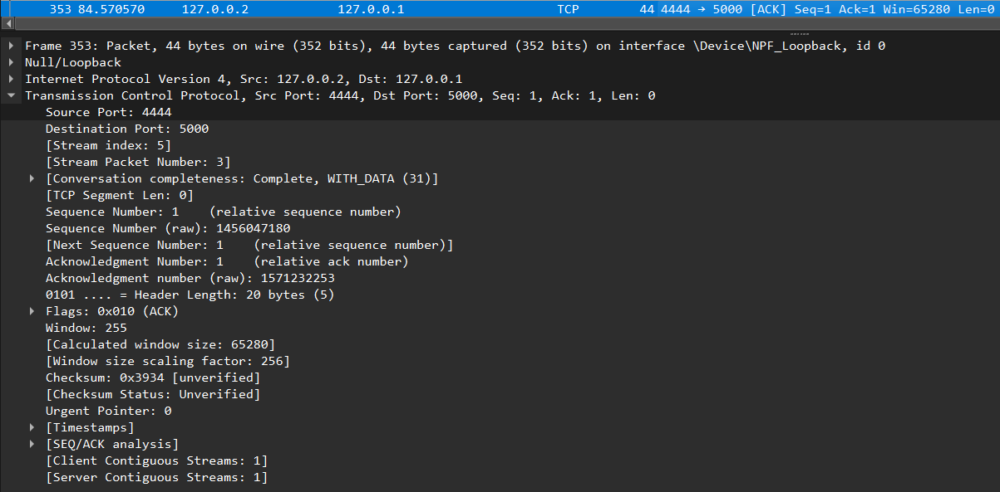 353 84.570570 127.0.0.2 127.0.0.1 TCP 44 4444 → 5000 [ACK] Seq=1 Ack=1 Win=65280 Len=0
Frame 353: Packet, 44 bytes on wire (352 bits), 44 bytes captured (352 bits) on interface \Device\NPF_Loopback, id 0
Null/Loopback
Internet Protocol Version 4, Src: 127.0.0.2, Dst: 127.0.0.1
Transmission Control Protocol, Src Port: 4444, Dst Port: 5000, Seq: 1, Ack: 1, Len: 0
Source Port: 4444
Destination Port: 5000
[Stream index: 5]
[Stream Packet Number: 3]
[Conversation completeness: Complete, WITH_DATA (31)]
[TCP Segment Len: 0]
Sequence Number: 1    (relative sequence number)
Sequence Number (raw): 1456047180
[Next Sequence Number: 1    (relative sequence number)]
Acknowledgment Number: 1    (relative ack number)
Acknowledgment number (raw): 1571232253
0101 .... = Header Length: 20 bytes (5)
Flags: 0x010 (ACK)
Window: 255
[Calculated window size: 65280]
[Window size scaling factor: 256]
Checksum: 0x3934 [unverified]
[Checksum Status: Unverified]
Urgent Pointer: 0
[Timestamps]
[SEQ/ACK analysis]
[Client Contiguous Streams: 1]
[Server Contiguous Streams: 1]